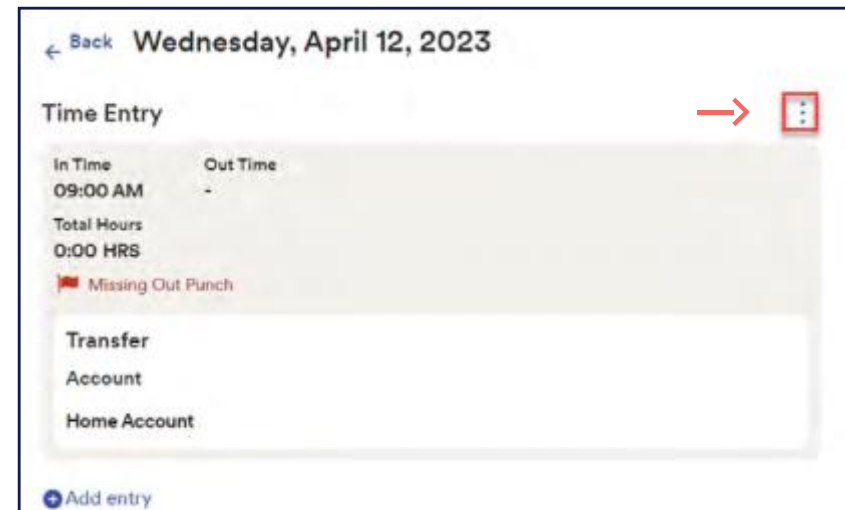 Back Wednesday, April 12, 2023
Time Entry
In Time Out Time
09:00 AM -
Total Hours
0:00 HRS
Missing Out Punch
Transfer
Account
Home Account
Add entry